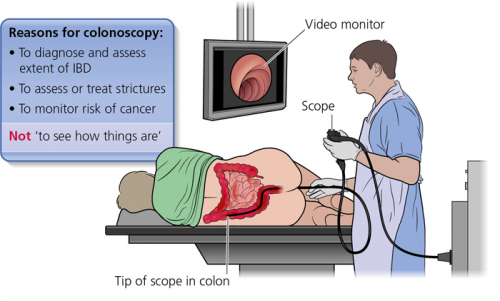 Reasons for colonoscopy:
• To diagnose and assess
extent of IBD
• To assess or treat strictures
• To monitor risk of cancer
Not ‘to see how things are’
Video monitor
Scope
Tip of scope in colon